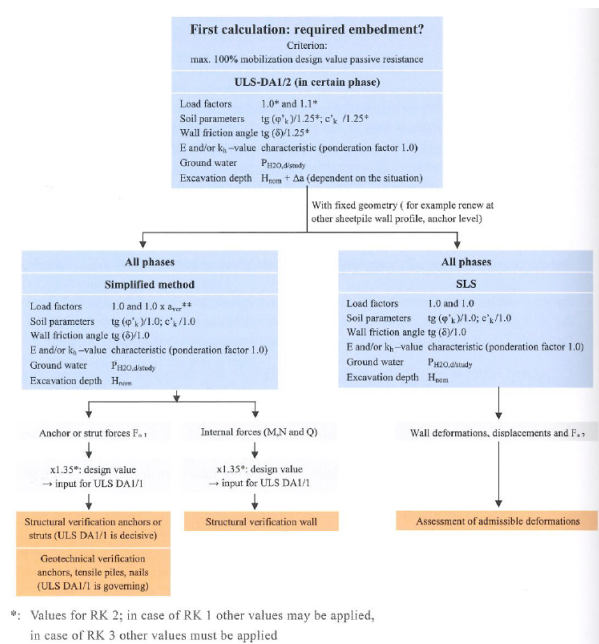 First calculation: required embedment?
Criterion:
max. 100% mobilization design value passive resistance
ULS-DA1/2 (in certain phase)
Load factors 1.0* and 1.1*
Soil parameters tg (φ'k)/1.25*; c'k /1.25*
Wall friction angle tg (δ)/1.25*
E and/or kh –value characteristic (ponderation factor 1.0)
Ground water PH2O,d/study
Excavation depth Hnom + Δa (dependent on the situation)
With fixed geometry ( for example renew at
other sheetpile wall profile, anchor level)
All phases
Simplified method
Load factors 1.0 and 1.0 x aver**
Soil parameters tg (φ'k)/1.0; c'k /1.0
Wall friction angle tg (δ)/1.0
E and/or kh –value characteristic (ponderation factor 1.0)
Ground water PH2O,d/study
Excavation depth Hnom
All phases
SLS
Load factors 1.0 and 1.0
Soil parameters tg (φ'k)/1.0; c'k /1.0
Wall friction angle tg (δ)/1.0
E and/or kh –value characteristic (ponderation factor 1.0)
Ground water PH2O,d/study
Excavation depth Hnom
Anchor or strut forces
x1.35*: design value
→ input for ULS DA1/1
Structural verification anchors or
struts (ULS DA1/1 is decisive)
Geotechnical verification
anchors, tensile piles, nails
(ULS DA1/1 is governing)
Internal forces (M,N and Q)
x1.35*: design value
→ input for ULS DA1/1
Structural verification wall
Wall deformations, displacements and
Assessment of admissible deformations
*: Values for RK 2; in case of RK 1 other values may be applied,
in case of RK 3 other values must be applied